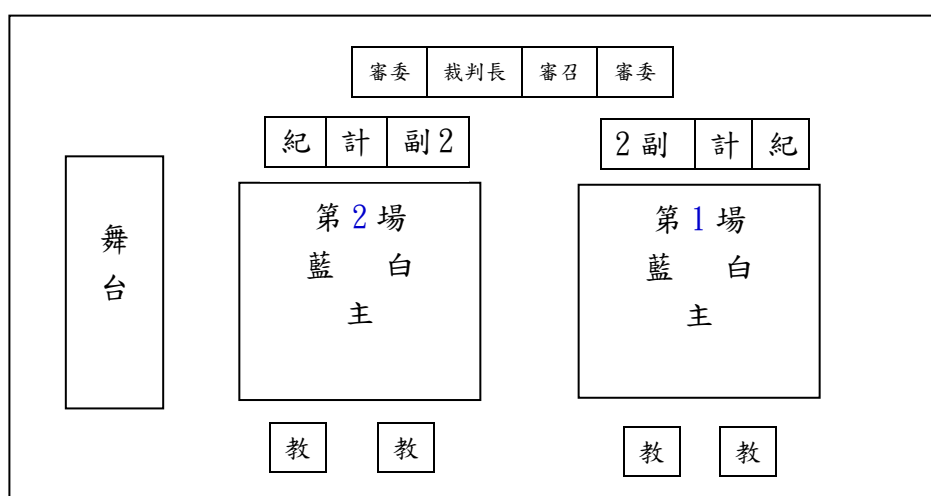 審委 裁判長 審召 審委
紀 計 副2
2副 計 紀
舞台
第2場
藍 白
主
第1場
藍 白
主
教 教
教 教